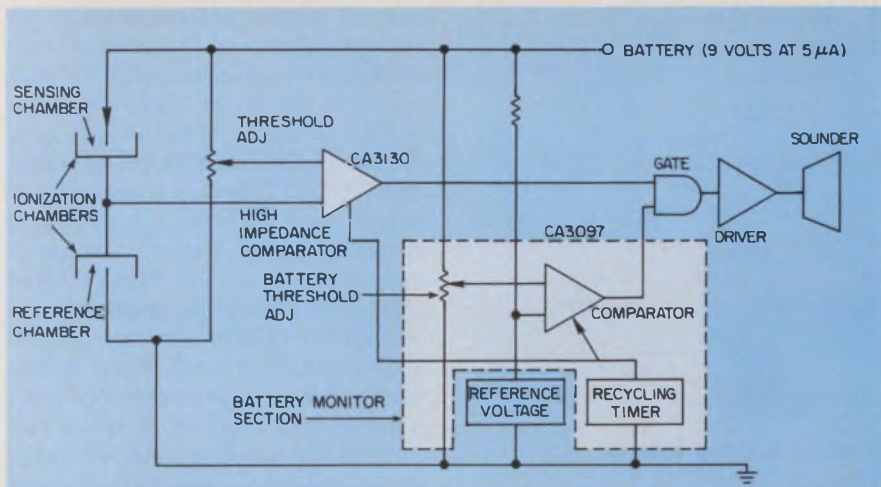 BATTERY (9 VOLTS AT 5 μA)
SENSING
CHAMBER
THRESHOLD
ADJ
CA3130
SOUNDER
GATE
IONIZATION
CHAMBERS
HIGH
IMPEDANCE
COMPARATOR
CA3097
DRIVER
BATTERY
THRESHOLD
ADJ
COMPARATOR
REFERENCE
CHAMBER
BATTERY MONITOR
SECTION
REFERENCE
VOLTAGE
RECYCLING
TIMER